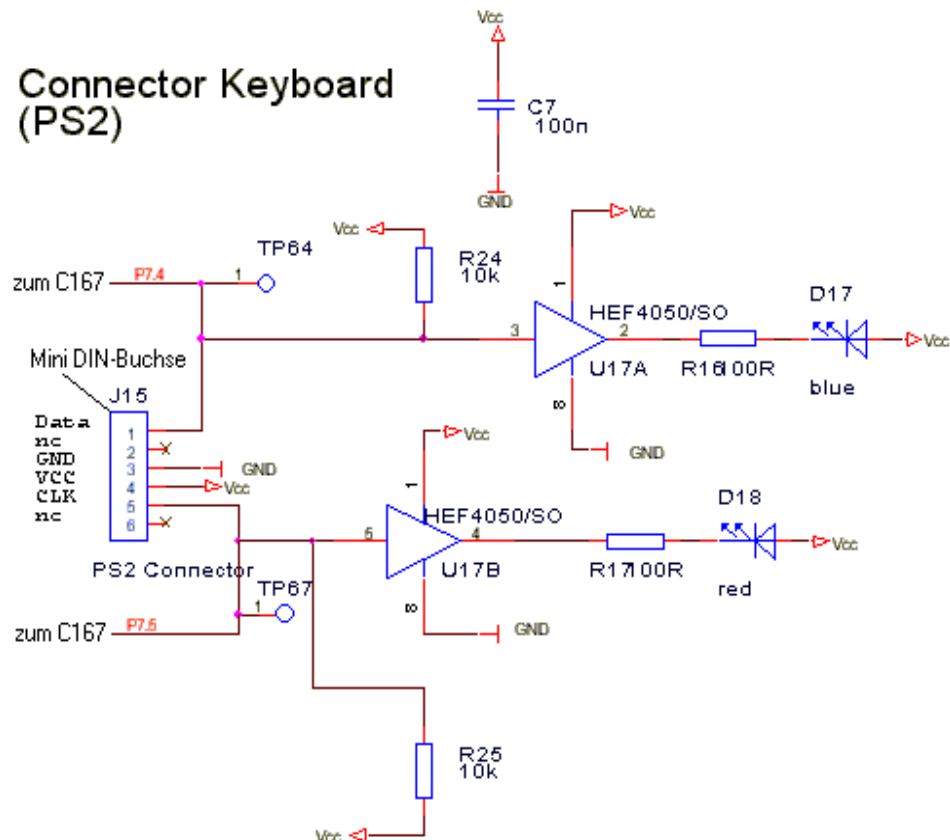 Connector Keyboard
(PS2)
Vcc
C7
100n
GND
Vcc
TP64
R24
10k
zum C167
P7.4
1
Vcc
1
HEF4050/SO
D17
3
2
Vcc
U17A
R16100R
blue
8
GND
Mini DIN-Buchse
J15
Data
nc
GND
VCC
CLK
nc
1
2
3
4
5
6
GND
Vcc
PS2 Connector
Vcc
1
HEF4050/SO
D18
5
4
Vcc
U17B
R17100R
red
8
GND
TP67
1
zum C167
P7.5
R25
10k
Vcc